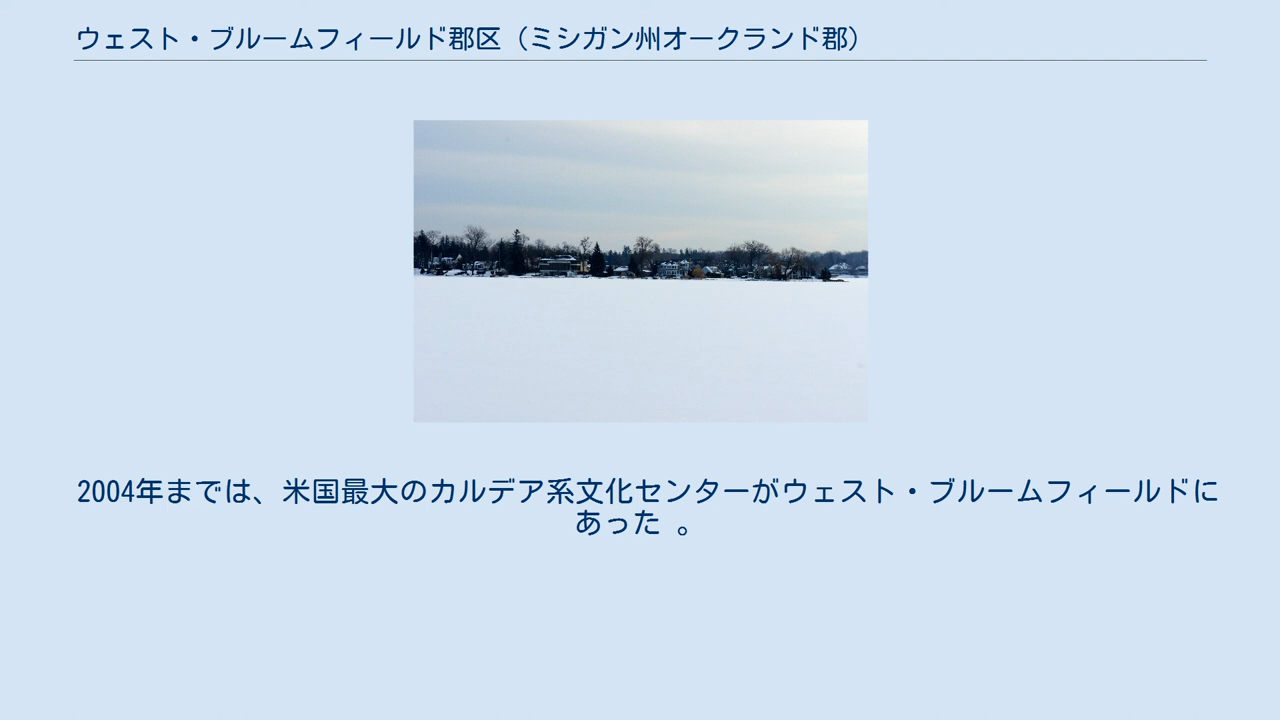 ウェスト・ブルームフィールド郡区（ミシガン州オークランド郡）
2004年までは、米国最大のカルデア系文化センターがウェスト・ブルームフィールドに
あった 。